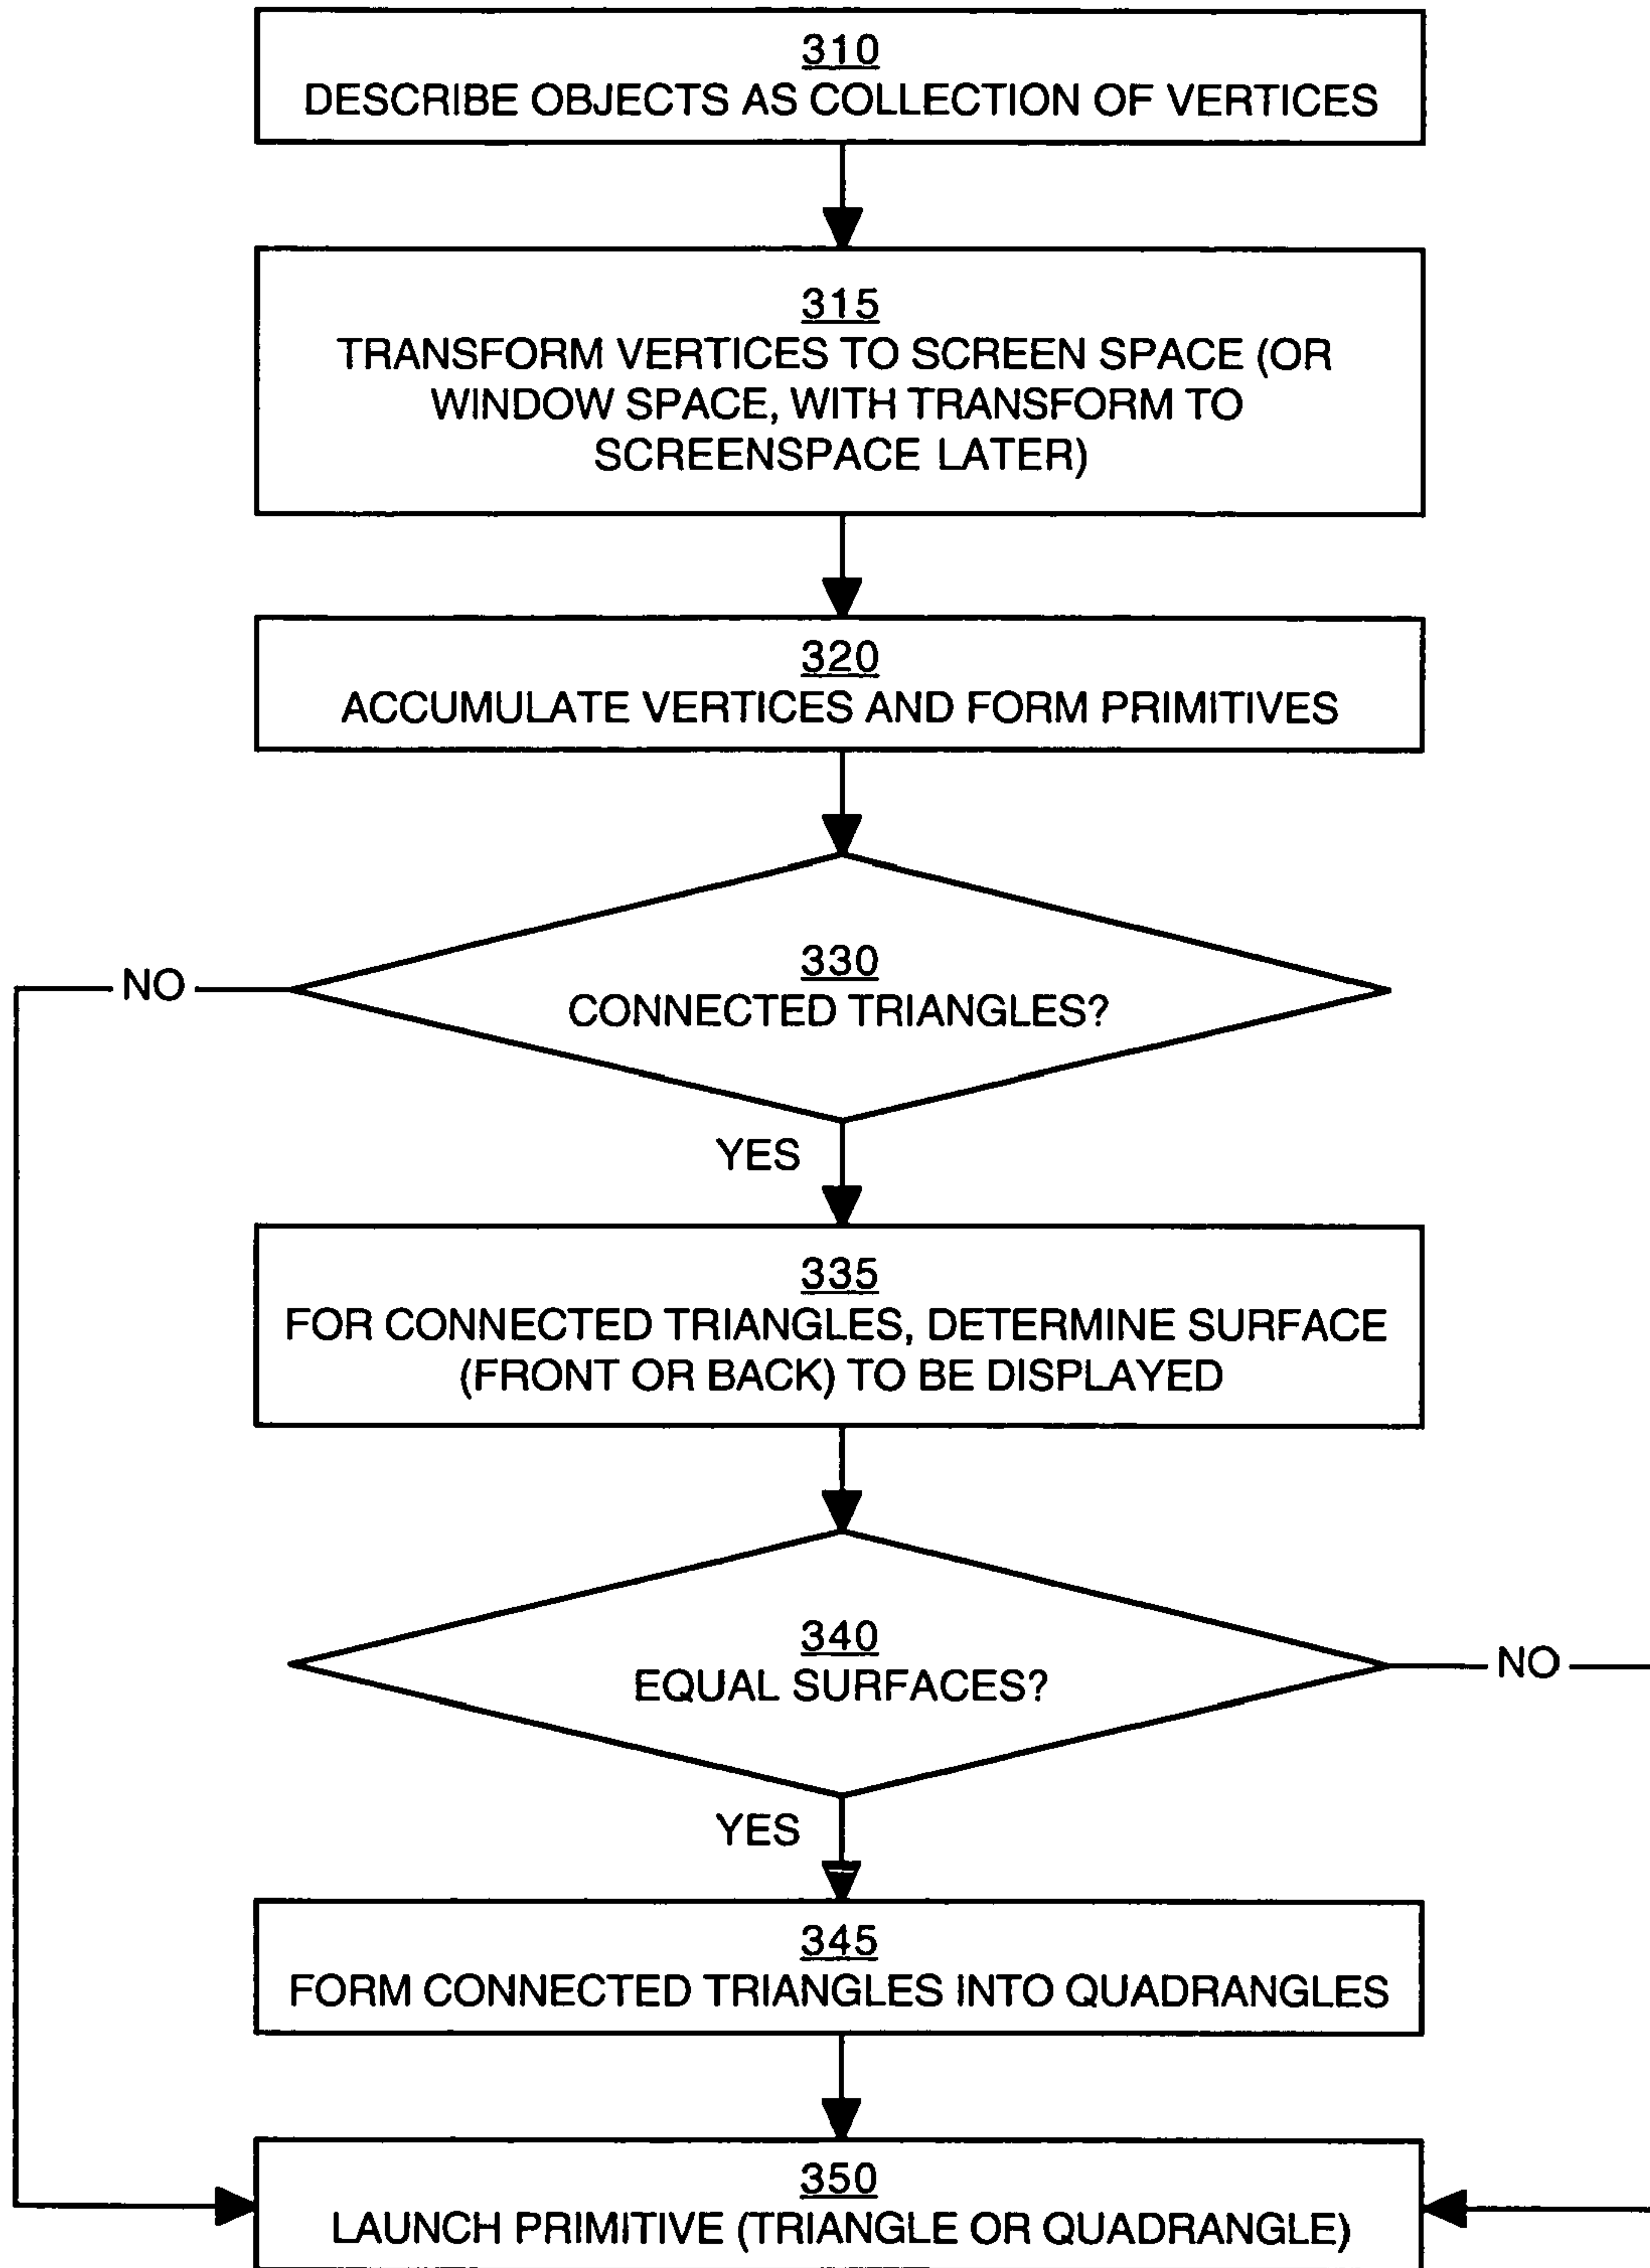 310
DESCRIBE OBJECTS AS COLLECTION OF VERTICES
315
TRANSFORM VERTICES TO SCREEN SPACE (OR
WINDOW SPACE, WITH TRANSFORM TO
SCREENSPACE LATER)
320
ACCUMULATE VERTICES AND FORM PRIMITIVES
330
CONNECTED TRIANGLES?
NO
YES
335
FOR CONNECTED TRIANGLES, DETERMINE SURFACE
(FRONT OR BACK) TO BE DISPLAYED
340
EQUAL SURFACES?
NO
YES
345
FORM CONNECTED TRIANGLES INTO QUADRANGLES
350
LAUNCH PRIMITIVE (TRIANGLE OR QUADRANGLE)